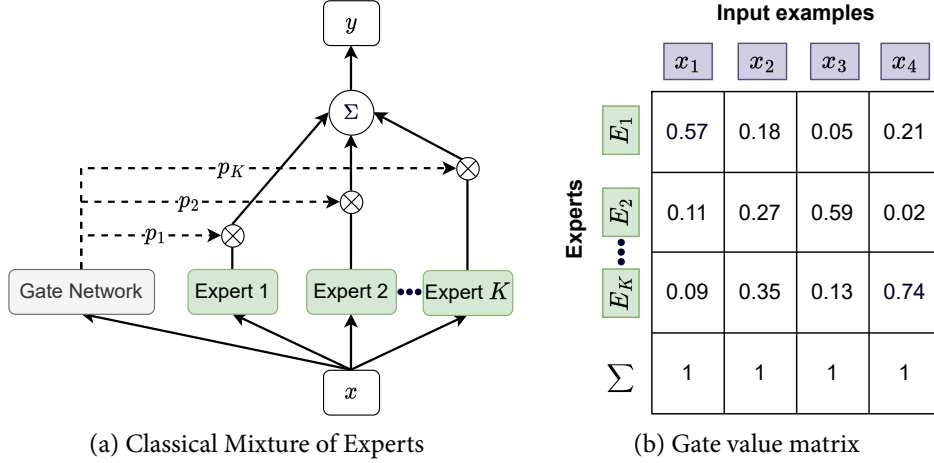 y
Σ
p_K
p_2
p_1
Gate Network
Expert 1
Expert 2
Expert K
x
(a) Classical Mixture of Experts
Input examples
x_1 x_2 x_3 x_4
Experts
E_1 0.57 0.18 0.05 0.21
E_2 0.11 0.27 0.59 0.02
E_K 0.09 0.35 0.13 0.74
∑ 1 1 1 1
(b) Gate value matrix